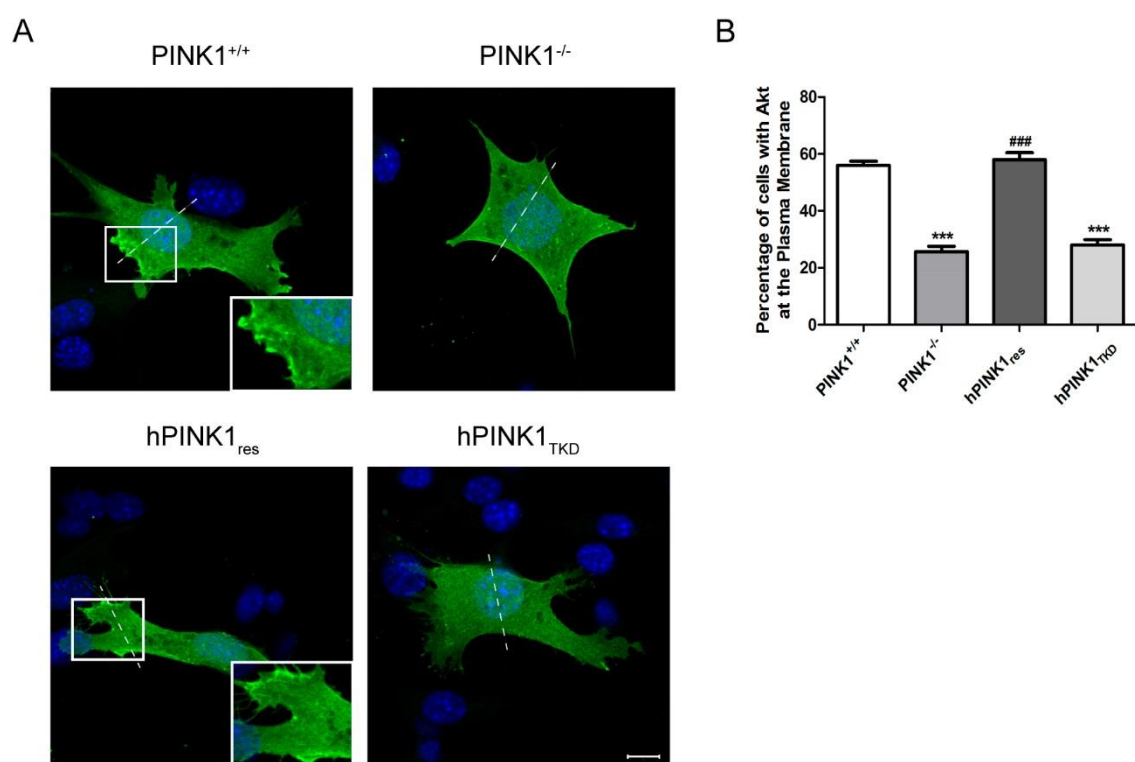 A
PINK1+/+
PINK1-/-
hPINK1res
hPINK1TKD
B
Percentage of cells with Akt
at the Plasma Membrane
80
60
40
20
0
***
###
***
PINK1+/+
PINK1-/-
hPINK1res
hPINK1TKD